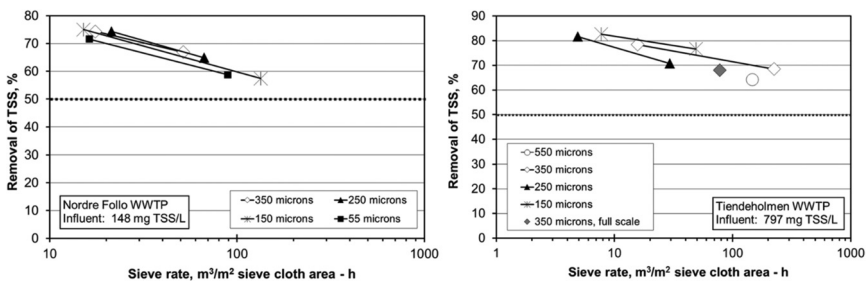 80
70
60
50
40
30
20
10
0
Removal of TSS, %
Nordre Follo WWTP
Influent: 148 mg TSS/L
350 microns
250 microns
150 microns
55 microns
10
100
1000
Sieve rate, m³/m² sieve cloth area - h
90
80
70
60
50
40
30
20
10
0
Removal of TSS, %
550 microns
350 microns
250 microns
150 microns
350 microns, full scale
Tiendeholmen WWTP
Influent: 797 mg TSS/L
1
10
100
1000
Sieve rate, m³/m² sieve cloth area - h